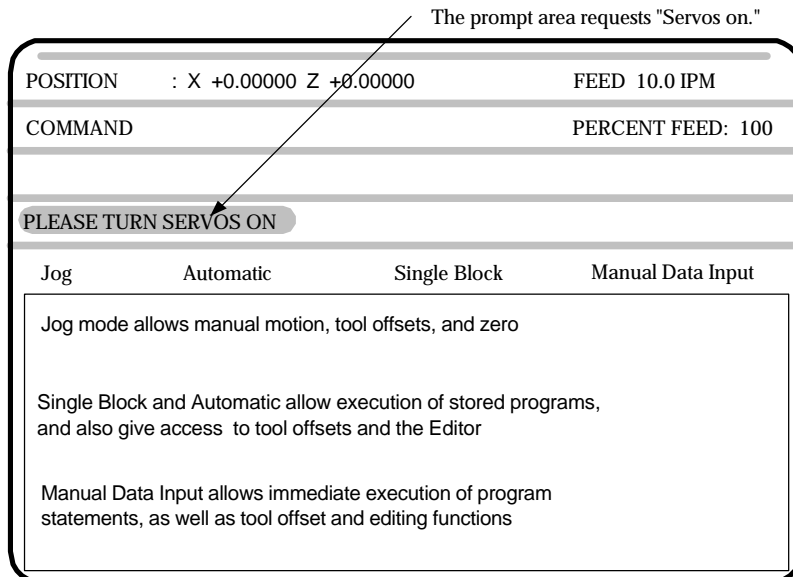 The prompt area requests "Servos on."
POSITION : X +0.00000 Z +0.00000 FEED 10.0 IPM
COMMAND PERCENT FEED: 100
PLEASE TURN SERVOS ON
Jog Automatic Single Block Manual Data Input
Jog mode allows manual motion, tool offsets, and zero
Single Block and Automatic allow execution of stored programs,
and also give access to tool offsets and the Editor
Manual Data Input allows immediate execution of program
statements, as well as tool offset and editing functions